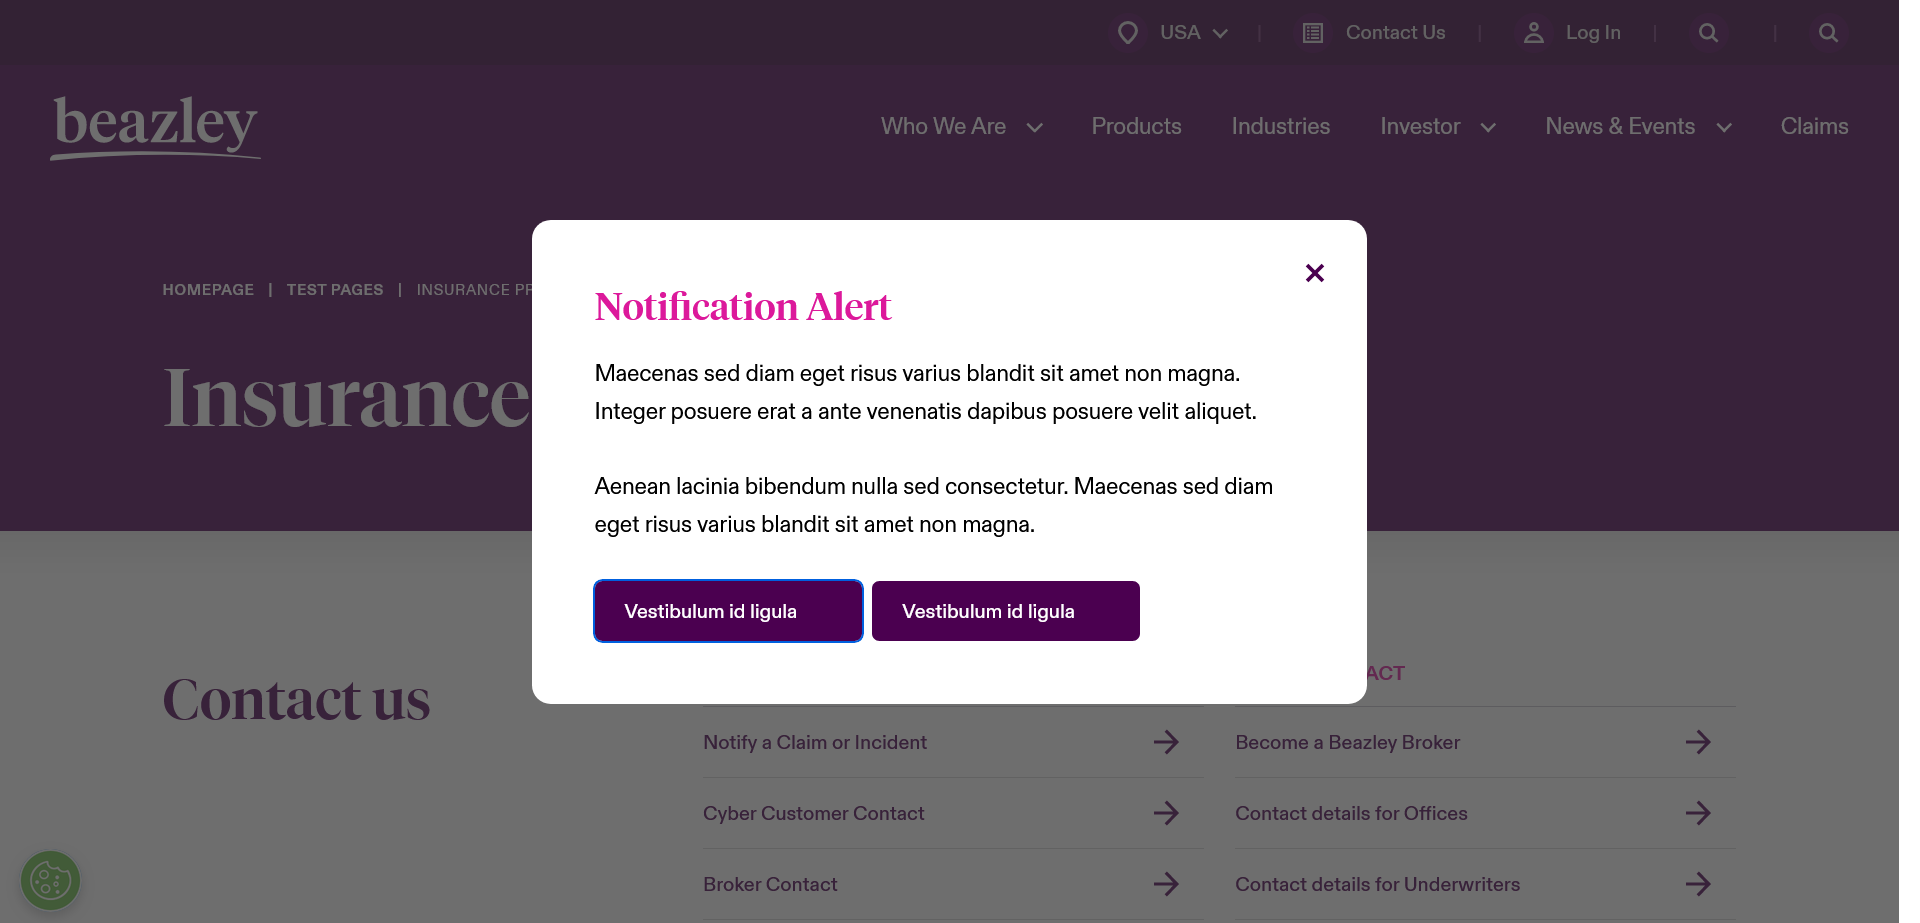 USA
Contact Us
Log In
beazley
Who We Are
Products
Industries
Investor
News & Events
Claims
HOMEPAGE | TEST PAGES | INSURANCE
Insurance
Notification Alert
Maecenas sed diam eget risus varius blandit sit amet non magna.
Integer posuere erat a ante venenatis dapibus posuere velit aliquet.
Aenean lacinia bibendum nulla sed consectetur. Maecenas sed diam
eget risus varius blandit sit amet non magna.
Vestibulum id ligula
Vestibulum id ligula
Contact us
Notify a Claim or Incident
Become a Beazley Broker
Cyber Customer Contact
Contact details for Offices
Broker Contact
Contact details for Underwriters